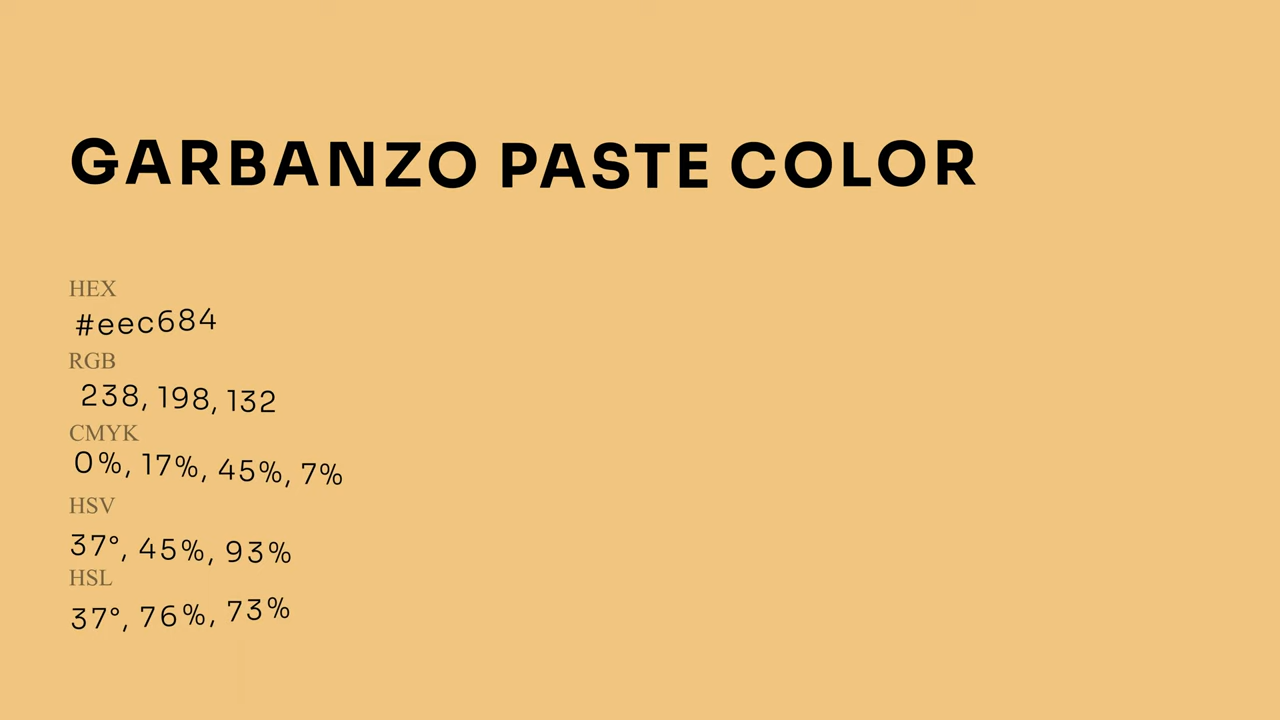 GARBANZO PASTE COLOR
HEX
#eec684
RGB
238, 198, 132
CMYK
0%, 17%, 45%, 7%
HSV
37°, 45%, 93%
HSL
37°, 76%, 73%